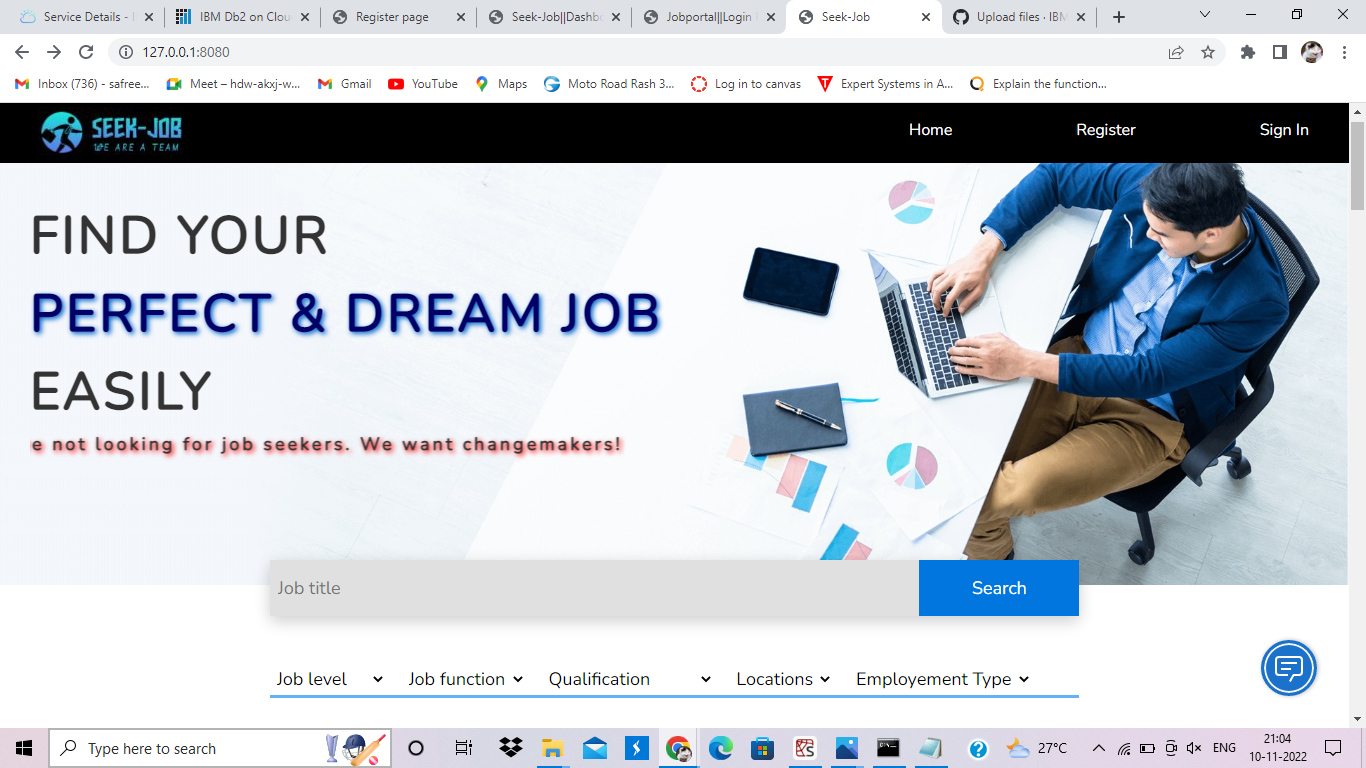 Service Details - I
IBM Db2 on Clou
Register page
Seek-Job||Dashb
Jobportal||Login
Seek-Job
Upload files · IBM
127.0.0.1:8080
Inbox (736) - safree...
Meet – hdw-akxj-w...
Gmail
YouTube
Maps
Moto Road Rash 3...
Log in to canvas
Expert Systems in A...
Explain the function...
SEEK-JOB
WE ARE A TEAM
Home
Register
Sign In
FIND YOUR
PERFECT & DREAM JOB
EASILY
e not looking for job seekers. We want changemakers!
Job title
Search
Job level
Job function
Qualification
Locations
Employement Type
Type here to search
27°C
ENG
21:04
10-11-2022